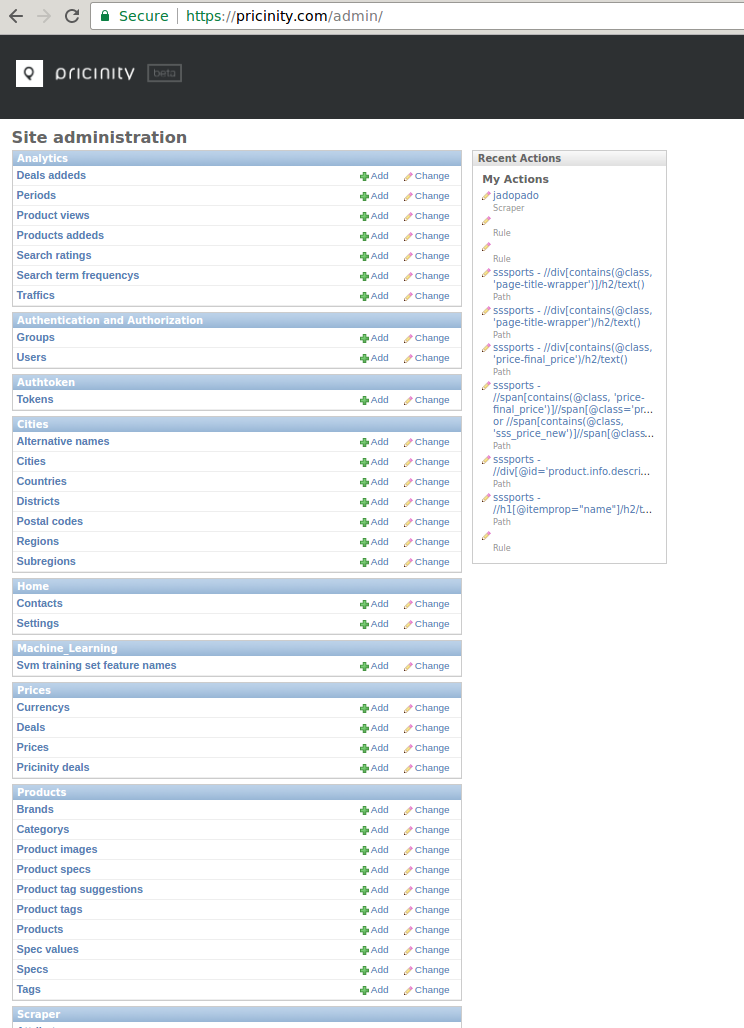 Secure | https://pricinity.com/admin/
pricinity beta
Site administration
Analytics
Deals addeds Add Change
Periods Add Change
Product views Add Change
Products addeds Add Change
Search ratings Add Change
Search term frequencys Add Change
Traffics Add Change
Authentication and Authorization
Groups Add Change
Users Add Change
Authtoken
Tokens Add Change
Cities
Alternative names Add Change
Cities Add Change
Countries Add Change
Districts Add Change
Postal codes Add Change
Regions Add Change
Subregions Add Change
Home
Contacts Add Change
Settings Add Change
Machine_Learning
Svm training set feature names Add Change
Prices
Currencys Add Change
Deals Add Change
Prices Add Change
Pricinity deals Add Change
Products
Brands Add Change
Categorys Add Change
Product images Add Change
Product specs Add Change
Product tag suggestions Add Change
Product tags Add Change
Products Add Change
Spec values Add Change
Specs Add Change
Tags Add Change
Scraper
Recent Actions
My Actions
jadopado
Scraper
Rule
Rule
sssports - //div[contains(@class,
'page-title-wrapper')]/h2/text()
Path
sssports - //div[contains(@class,
'page-title-wrapper')/h2/text()
Path
sssports - //div[contains(@class,
'price-final_price')/h2/text()
Path
sssports -
//span[contains(@class, 'price-
final_price')]//span[@class='pr...
or //span[contains(@class,
'sss_price_new')]//span[@class...
Path
sssports -
//div[@id='product.info.descri...
Path
sssports -
//h1[@itemprop="name"]/h2/t...
Path
Rule